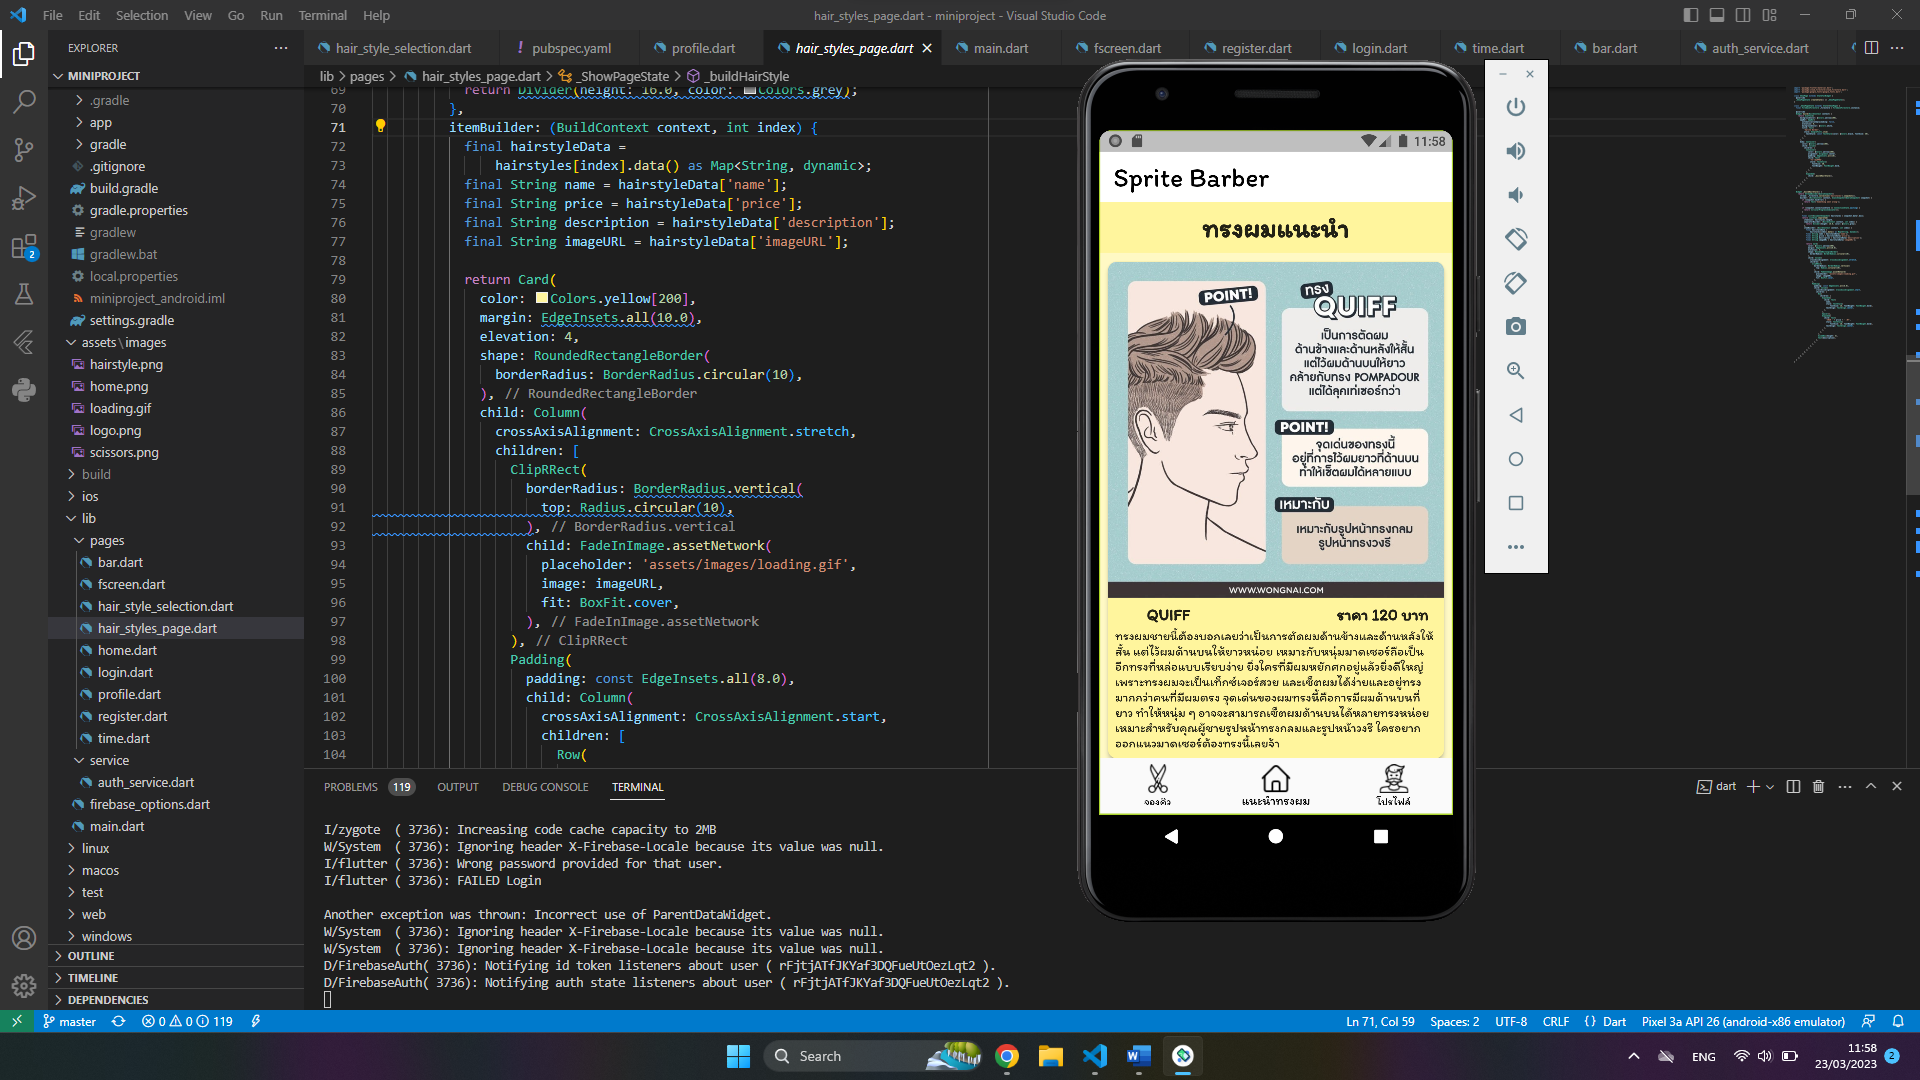 File Edit Selection View Go Run Terminal Help
hair_styles_page.dart - miniproject - Visual Studio Code
EXPLORER
hair_style_selection.dart
pubspec.yaml
profile.dart
hair_styles_page.dart
main.dart
fscreen.dart
register.dart
login.dart
time.dart
bar.dart
auth_service.dart
MINIPROJECT
.gradle
app
gradle
.gitignore
build.gradle
gradle.properties
gradlew
gradlew.bat
local.properties
miniproject_android.iml
settings.gradle
assets\images
hairstyle.png
home.png
loading.gif
logo.png
scissors.png
build
ios
lib
pages
bar.dart
fscreen.dart
hair_style_selection.dart
hair_styles_page.dart
home.dart
login.dart
profile.dart
register.dart
time.dart
service
auth_service.dart
firebase_options.dart
main.dart
linux
macos
test
web
windows
OUTLINE
TIMELINE
DEPENDENCIES
2
lib > pages > hair_styles_page.dart > _ShowPageState > _buildHairStyle
69 return Divider(height: 16.0, color: Colors.grey);
70 },
71 itemBuilder: (BuildContext context, int index) {
72 final hairstyleData =
73 hairstyles[index].data() as Map<String, dynamic>;
74 final String name = hairstyleData['name'];
75 final String price = hairstyleData['price'];
76 final String description = hairstyleData['description'];
77 final String imageURL = hairstyleData['imageURL'];
78
79 return Card(
80 color: Colors.yellow[200],
81 margin: EdgeInsets.all(10.0),
82 elevation: 4,
83 shape: RoundedRectangleBorder(
84 borderRadius: BorderRadius.circular(10),
85 ), // RoundedRectangleBorder
86 child: Column(
87 crossAxisAlignment: CrossAxisAlignment.stretch,
88 children: [
89 ClipRRect(
90 borderRadius: BorderRadius.vertical(
91 top: Radius.circular(10),
92 ), // BorderRadius.vertical
93 child: FadeInImage.assetNetwork(
94 placeholder: 'assets/images/loading.gif',
95 image: imageURL,
96 fit: BoxFit.cover,
97 ), // FadeInImage.assetNetwork
98 ), // ClipRRect
99 Padding(
100 padding: const EdgeInsets.all(8.0),
101 child: Column(
102 crossAxisAlignment: CrossAxisAlignment.start,
103 children: [
104 Row(
PROBLEMS 119 OUTPUT DEBUG CONSOLE TERMINAL
dart
I/zygote  ( 3736): Increasing code cache capacity to 2MB
W/System  ( 3736): Ignoring header X-Firebase-Locale because its value was null.
I/flutter ( 3736): Wrong password provided for that user.
I/flutter ( 3736): FAILED Login
Another exception was thrown: Incorrect use of ParentDataWidget.
W/System  ( 3736): Ignoring header X-Firebase-Locale because its value was null.
W/System  ( 3736): Ignoring header X-Firebase-Locale because its value was null.
D/FirebaseAuth( 3736): Notifying id token listeners about user ( rFjtjATfJKYaf3DQFueUtOezLqt2 ).
D/FirebaseAuth( 3736): Notifying auth state listeners about user ( rFjtjATfJKYaf3DQFueUtOezLqt2 ).
11:58
Sprite Barber
ทรงผมแนะนำ
POINT!
ทรง
QUIFF
เป็นการตัดผม
ด้านข้างและด้านหลังให้สั้น
แต่ไว้ผมด้านบนให้ยาว
คล้ายกับทรง POMPADOUR
แต่ได้ลุคเท่เซอร์กว่า
POINT!
จุดเด่นของทรงนี้
อยู่ที่การไว้ผมยาวที่ด้านบน
ทำให้เซ็ตผมได้หลายแบบ
เหมาะกับ
เหมาะกับรูปหน้าทรงกลม
รูปหน้าทรงวงรี
WWW.WONGNAI.COM
QUIFF ราคา 120 บาท
ทรงผมชายนี้ต้องบอกเลยว่าเป็นการตัดผมด้านข้างและด้านหลังให้
สั้น แต่ไว้ผมด้านบนให้ยาวหน่อย เหมาะกับหนุ่มมาดเซอร์ถือเป็น
อีกทรงที่หล่อแบบเรียบง่าย ยิ่งใครที่มีผมหยักศกอยู่แล้วยิ่งดีใหญ่
เพราะทรงผมจะเป็นเท็กซ์เจอร์สวย และเซ็ตผมได้ง่ายและอยู่ทรง
มากกว่าคนที่มีผมตรง จุดเด่นของผมทรงนี้คือการมีผมด้านบนที่
ยาว ทำให้หนุ่ม ๆ อาจจะสามารถเซ็ตผมด้านบนได้หลายทรงหน่อย
เหมาะสำหรับคุณผู้ชายรูปหน้าทรงกลมและรูปหน้าวงรี ใครอยาก
ออกแนวมาดเซอร์ต้องทรงนี้เลยจ้า
จองคิว
แนะนำทรงผม
โปรไฟล์
master 0 0 119
Ln 71, Col 59 Spaces: 2 UTF-8 CRLF {} Dart Pixel 3a API 26 (android-x86 emulator)
Search
ENG
11:58
23/03/2023
2